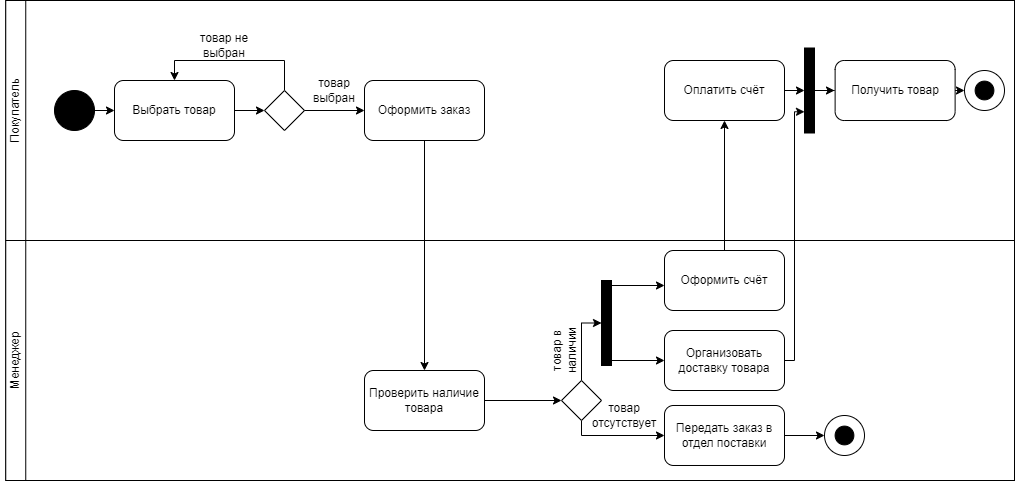 Покупатель
товар не
выбран
Выбрать товар
товар
выбран
Оформить заказ
Оплатить счёт
Получить товар
Менеджер
Проверить наличие
товара
товар в
наличии
Оформить счёт
Организовать
доставку товара
товар
отсутствует
Передать заказ в
отдел поставки